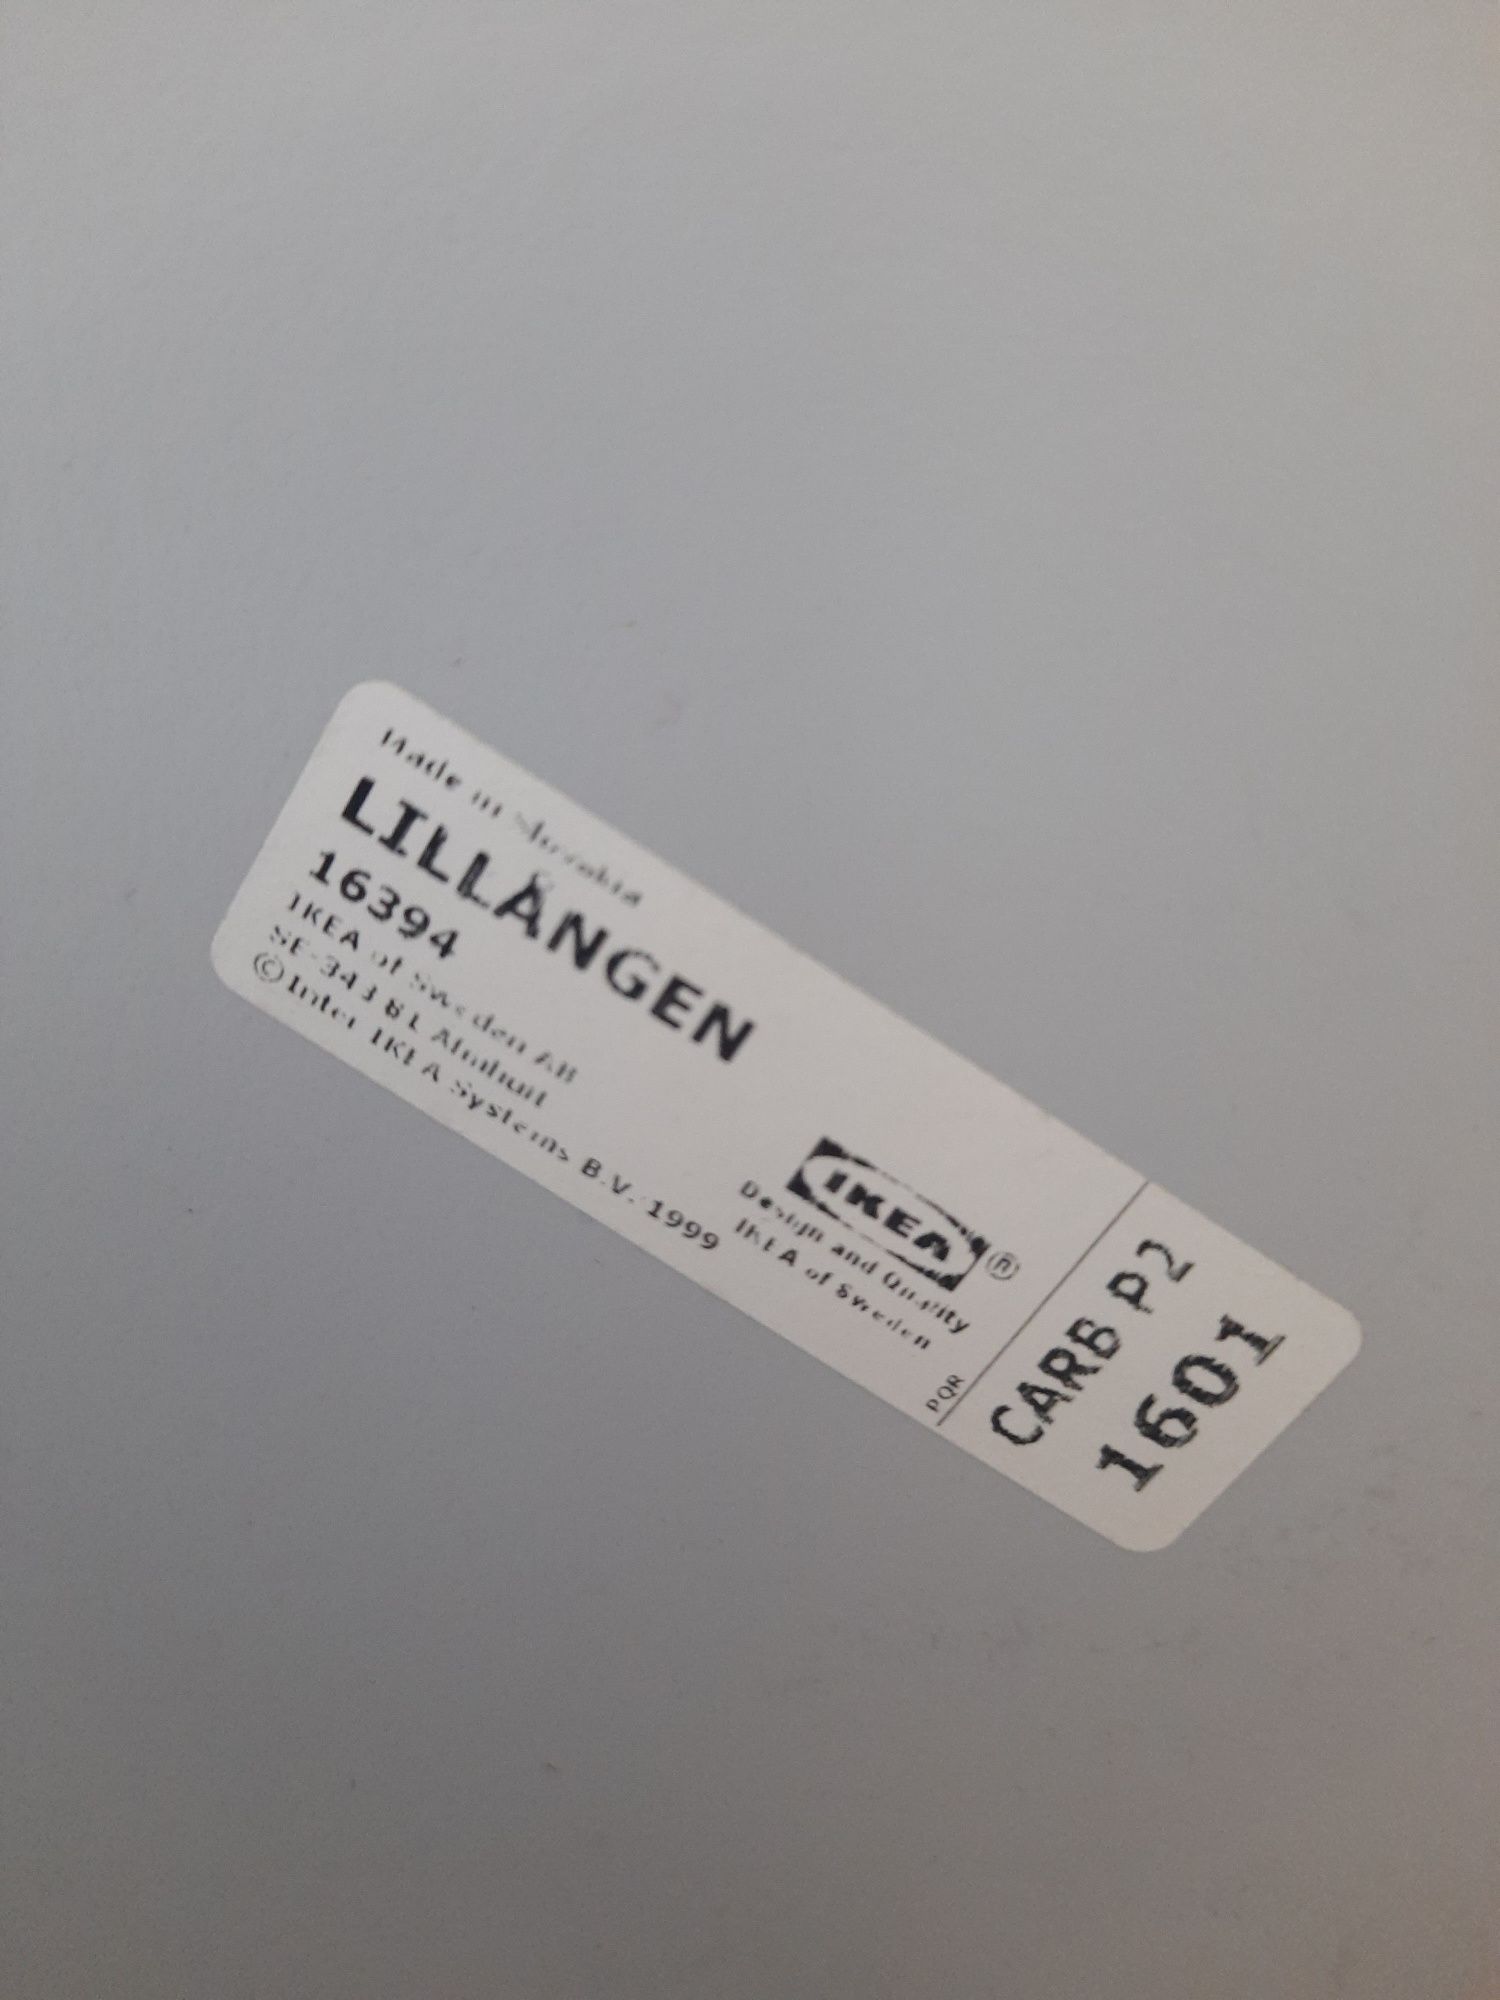 Made in Slovakia
LILLÅNGEN
16394
IKEA of Sweden AB
SE-343 81 Älmhult
© Inter IKEA Systems B.V. 1999
IKEA®
Design and Quality
IKEA of Sweden
PQR
CARB P2
1601